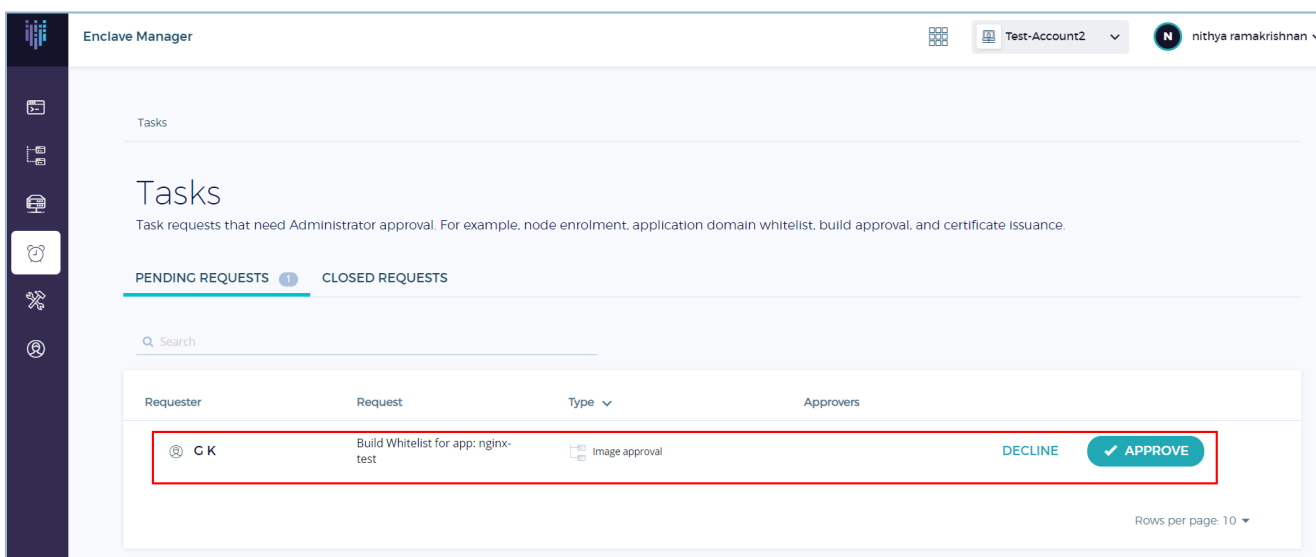 Enclave Manager
Test-Account2
N
nithya ramakrishnan
Tasks
Tasks
Task requests that need Administrator approval. For example, node enrolment, application domain whitelist, build approval, and certificate issuance.
PENDING REQUESTS 1
CLOSED REQUESTS
Search
Requester Request Type Approvers
G K
Build Whitelist for app: nginx-
test
Image approval
DECLINE
APPROVE
Rows per page: 10